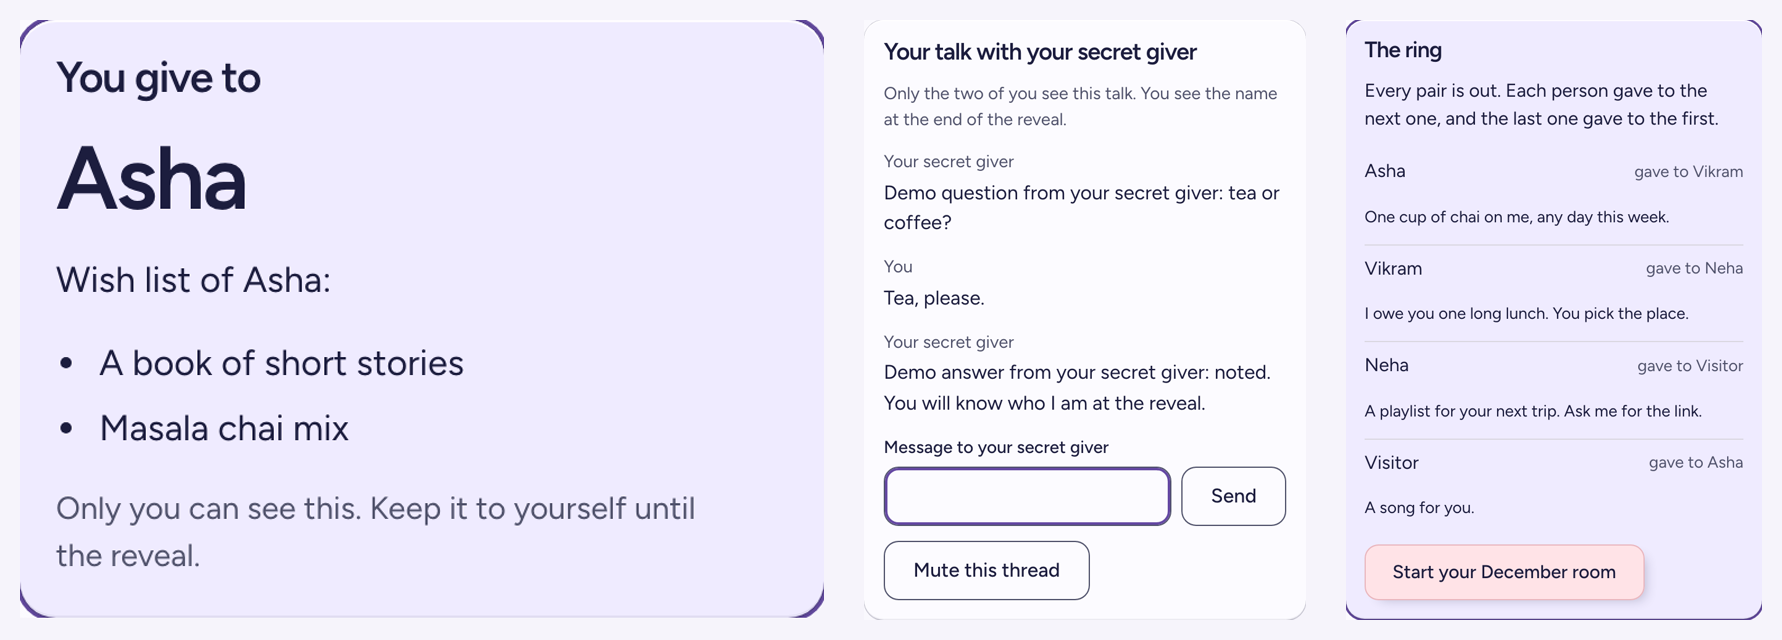 You give to
Asha
Wish list of Asha:
• A book of short stories
• Masala chai mix
Only you can see this. Keep it to yourself until
the reveal.
Your talk with your secret giver
Only the two of you see this talk. You see the name
at the end of the reveal.
Your secret giver
Demo question from your secret giver: tea or
coffee?
You
Tea, please.
Your secret giver
Demo answer from your secret giver: noted.
You will know who I am at the reveal.
Message to your secret giver
Send
Mute this thread
The ring
Every pair is out. Each person gave to the
next one, and the last one gave to the first.
Asha gave to Vikram
One cup of chai on me, any day this week.
Vikram gave to Neha
I owe you one long lunch. You pick the place.
Neha gave to Visitor
A playlist for your next trip. Ask me for the link.
Visitor gave to Asha
A song for you.
Start your December room